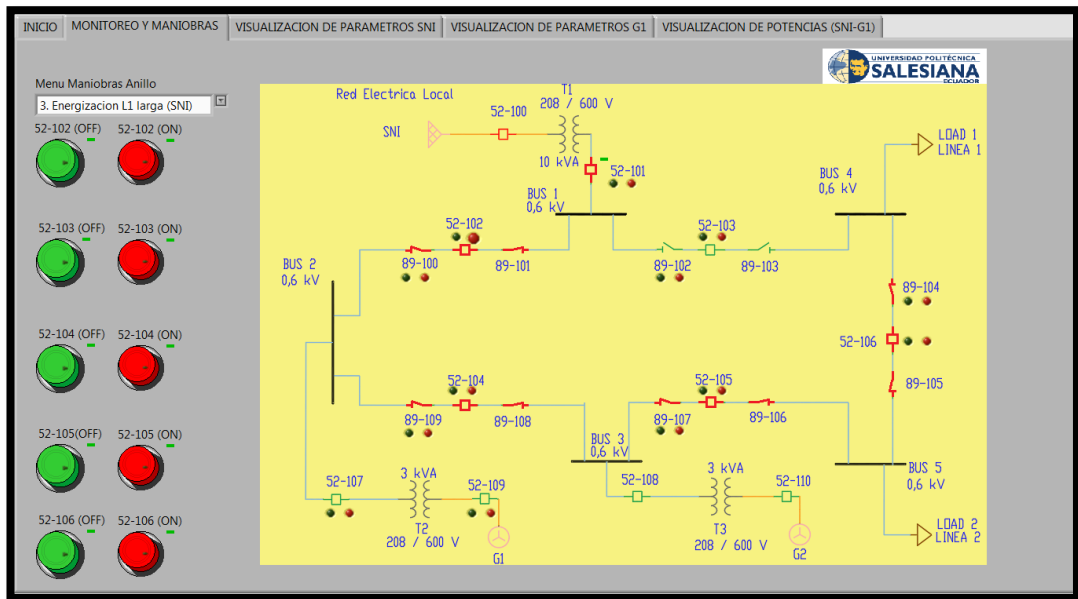 INICIO MONITOREO Y MANIOBRAS VISUALIZACION DE PARAMETROS SNI VISUALIZACION DE PARAMETROS G1 VISUALIZACION DE POTENCIAS (SNI-G1)
UNIVERSIDAD POLITÉCNICA
SALESIANA
ECUADOR
Menu Maniobras Anillo
3. Energizacion L1 larga (SNI)
52-102 (OFF) 52-102 (ON)
52-103 (OFF) 52-103 (ON)
52-104 (OFF) 52-104 (ON)
52-105(OFF) 52-105 (ON)
52-106 (OFF) 52-106 (ON)
Red Electrica Local
T1
208 / 600 V
52-100
SNI
10 kVA
52-101
LOAD 1
LINEA 1
BUS 1
0,6 kV
BUS 4
0,6 kV
52-102
89-100
89-101
52-103
89-102
89-103
BUS 2
0,6 kV
89-104
52-106
89-105
52-104
89-109
89-108
52-105
89-107
89-106
BUS 3
0,6 kV
BUS 5
0,6 kV
52-107
3 kVA
52-109
T2
208 / 600 V
G1
52-108
3 kVA
52-110
T3
208 / 600 V
G2
LOAD 2
LINEA 2